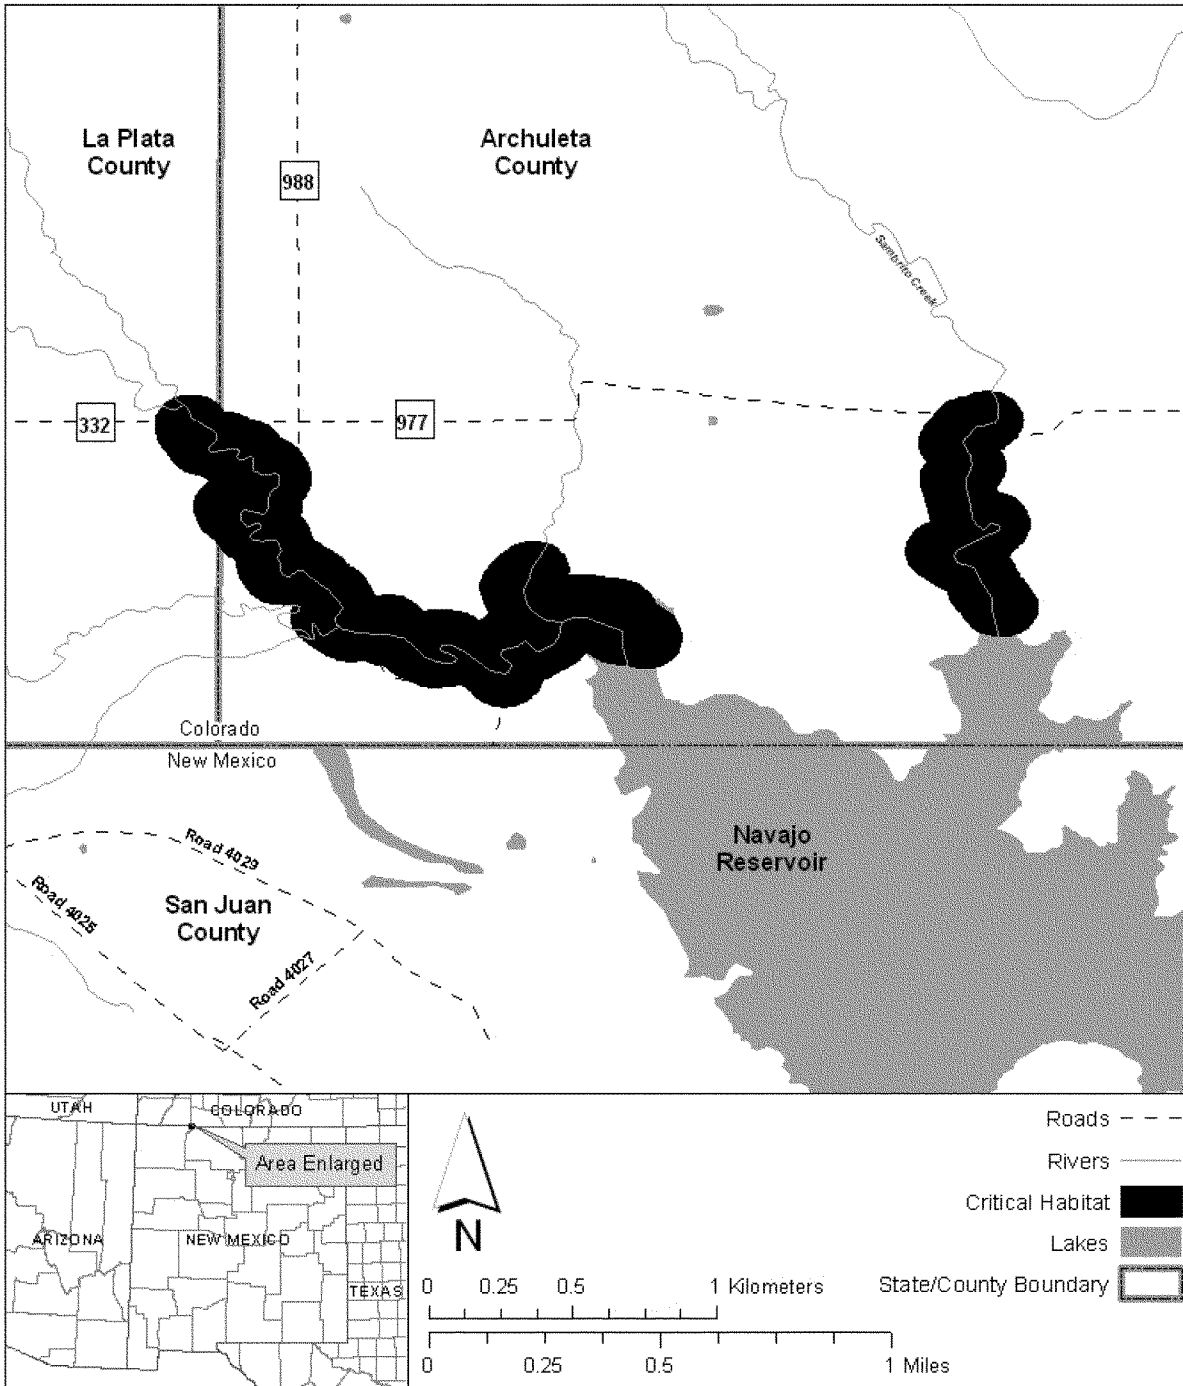 La Plata
County
Archuleta
County
988
Sambrito Creek
332
977
Colorado
New Mexico
Navajo
Reservoir
Road 4029
Road 4025
San Juan
County
Road 4027
UTAH
COLORADO
Area Enlarged
ARIZONA
NEW MEXICO
TEXAS
N
0 0.25 0.5 1 Kilometers
0 0.25 0.5 1 Miles
Roads
Rivers
Critical Habitat
Lakes
State/County Boundary